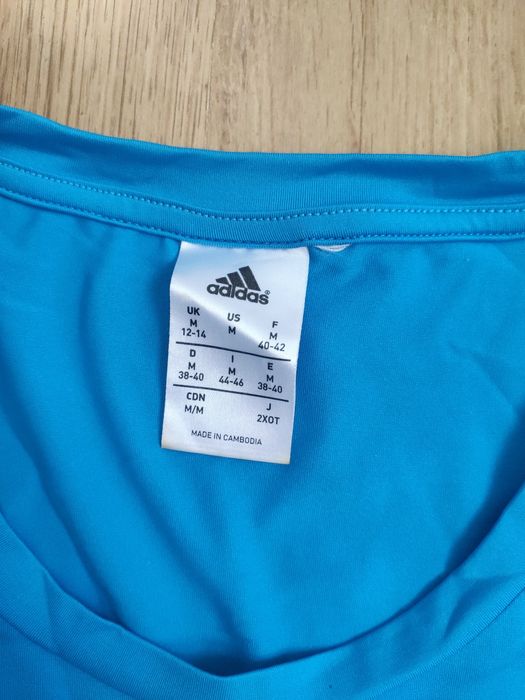 adidas®
UK US F
M M M
12-14 40-42
D I E
M M M
38-40 44-46 38-40
CDN J
M/M 2XOT
MADE IN CAMBODIA